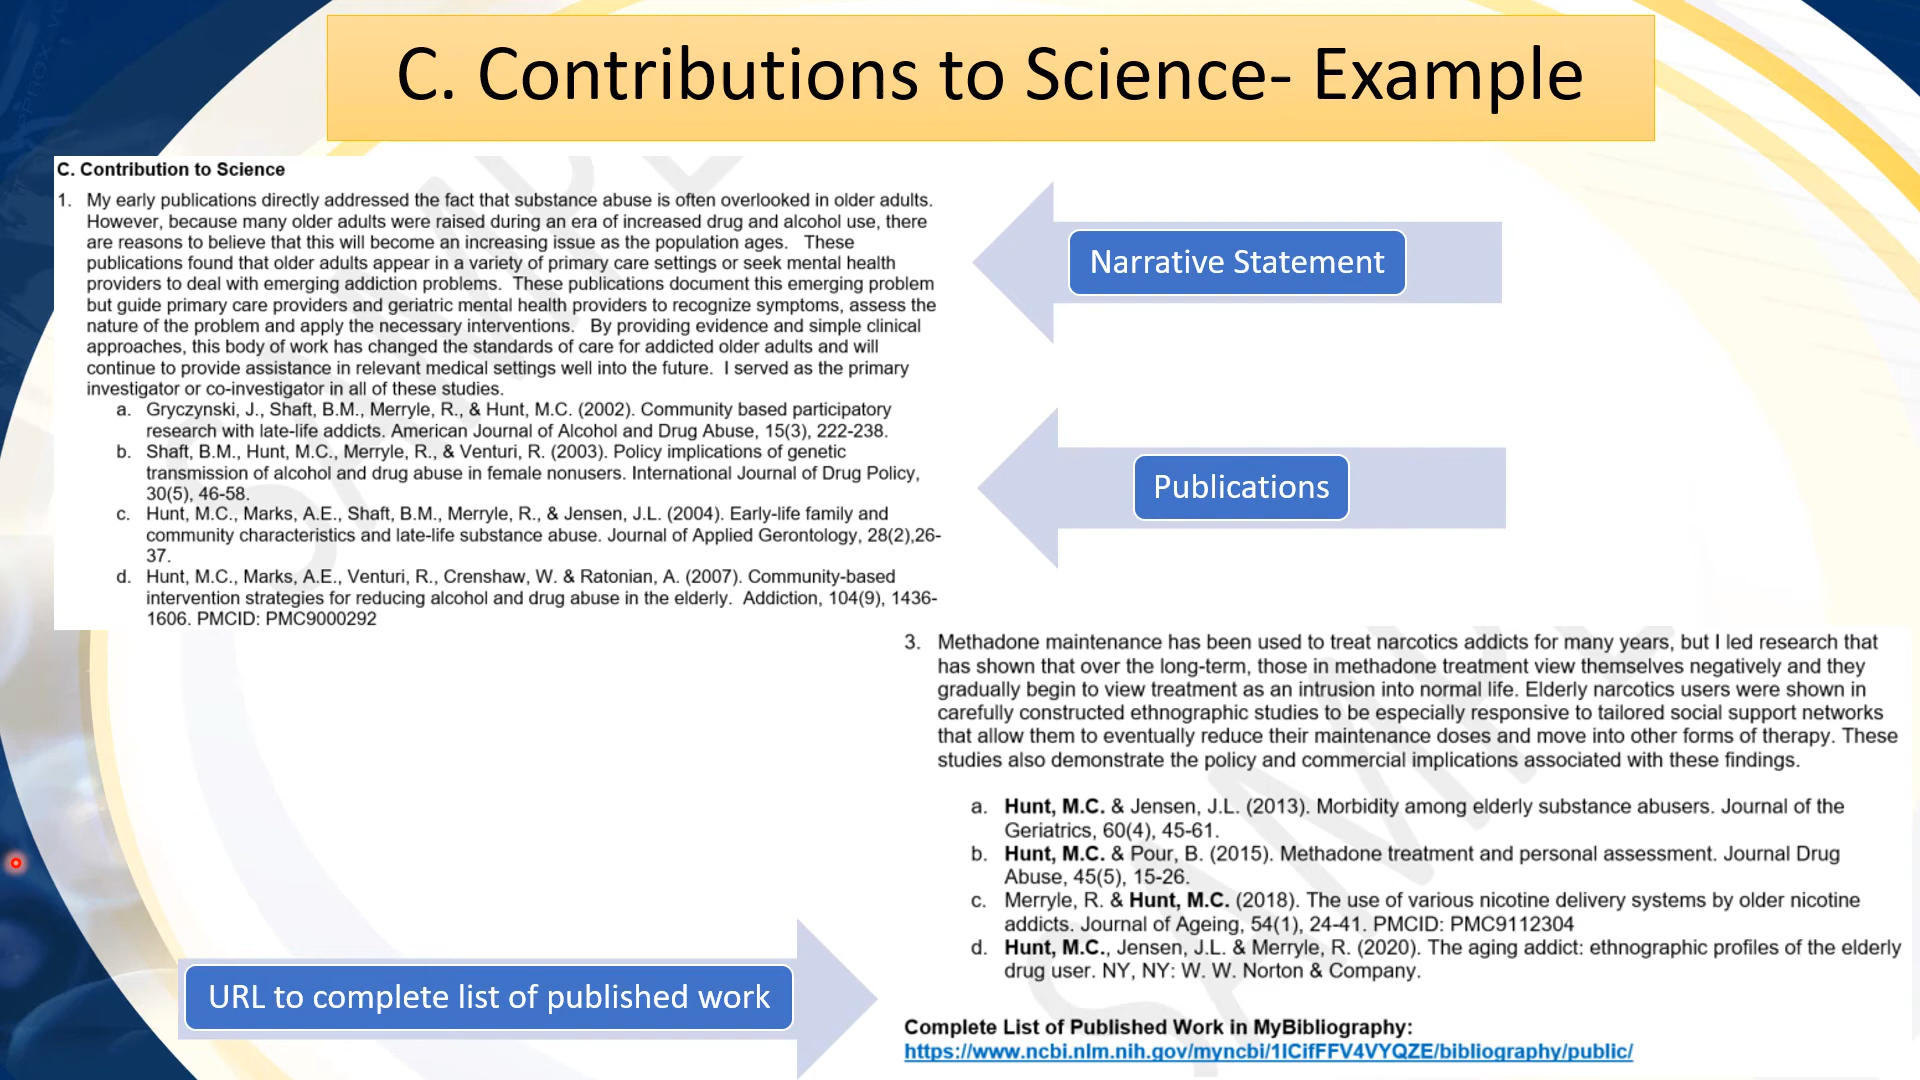 C. Contributions to Science- Example
C. Contribution to Science
1. My early publications directly addressed the fact that substance abuse is often overlooked in older adults.
However, because many older adults were raised during an era of increased drug and alcohol use, there
are reasons to believe that this will become an increasing issue as the population ages. These
publications found that older adults appear in a variety of primary care settings or seek mental health
providers to deal with emerging addiction problems. These publications document this emerging problem
but guide primary care providers and geriatric mental health providers to recognize symptoms, assess the
nature of the problem and apply the necessary interventions. By providing evidence and simple clinical
approaches, this body of work has changed the standards of care for addicted older adults and will
continue to provide assistance in relevant medical settings well into the future. I served as the primary
investigator or co-investigator in all of these studies.
a. Gryczynski, J., Shaft, B.M., Merryle, R., & Hunt, M.C. (2002). Community based participatory
research with late-life addicts. American Journal of Alcohol and Drug Abuse, 15(3), 222-238.
b. Shaft, B.M., Hunt, M.C., Merryle, R., & Venturi, R. (2003). Policy implications of genetic
transmission of alcohol and drug abuse in female nonusers. International Journal of Drug Policy,
30(5), 46-58.
c. Hunt, M.C., Marks, A.E., Shaft, B.M., Merryle, R., & Jensen, J.L. (2004). Early-life family and
community characteristics and late-life substance abuse. Journal of Applied Gerontology, 28(2),26-
37.
d. Hunt, M.C., Marks, A.E., Venturi, R., Crenshaw, W. & Ratonian, A. (2007). Community-based
intervention strategies for reducing alcohol and drug abuse in the elderly. Addiction, 104(9), 1436-
1606. PMCID: PMC9000292
Narrative Statement
Publications
3. Methadone maintenance has been used to treat narcotics addicts for many years, but I led research that
has shown that over the long-term, those in methadone treatment view themselves negatively and they
gradually begin to view treatment as an intrusion into normal life. Elderly narcotics users were shown in
carefully constructed ethnographic studies to be especially responsive to tailored social support networks
that allow them to eventually reduce their maintenance doses and move into other forms of therapy. These
studies also demonstrate the policy and commercial implications associated with these findings.
a. Hunt, M.C. & Jensen, J.L. (2013). Morbidity among elderly substance abusers. Journal of the
Geriatrics, 60(4), 45-61.
b. Hunt, M.C. & Pour, B. (2015). Methadone treatment and personal assessment. Journal Drug
Abuse, 45(5), 15-26.
c. Merryle, R. & Hunt, M.C. (2018). The use of various nicotine delivery systems by older nicotine
addicts. Journal of Ageing, 54(1), 24-41. PMCID: PMC9112304
d. Hunt, M.C., Jensen, J.L. & Merryle, R. (2020). The aging addict: ethnographic profiles of the elderly
drug user. NY, NY: W. W. Norton & Company.
URL to complete list of published work
Complete List of Published Work in MyBibliography:
https://www.ncbi.nlm.nih.gov/myncbi/1ICifFFV4VYQZE/bibliography/public/